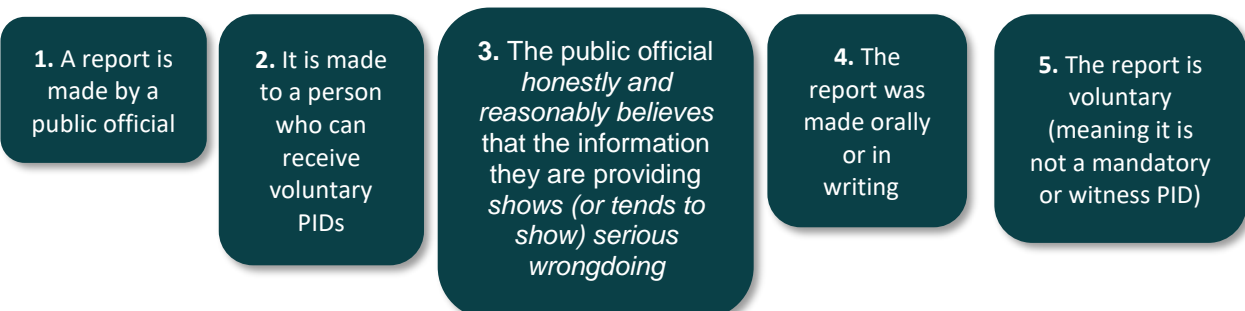 1. A report is
made by a
public official
2. It is made
to a person
who can
receive
voluntary
PIDs
3. The public official
honestly and
reasonably believes
that the information
they are providing
shows (or tends to
show) serious
wrongdoing
4. The
report was
made orally
or in
writing
5. The report is
voluntary
(meaning it is
not a mandatory
or witness PID)